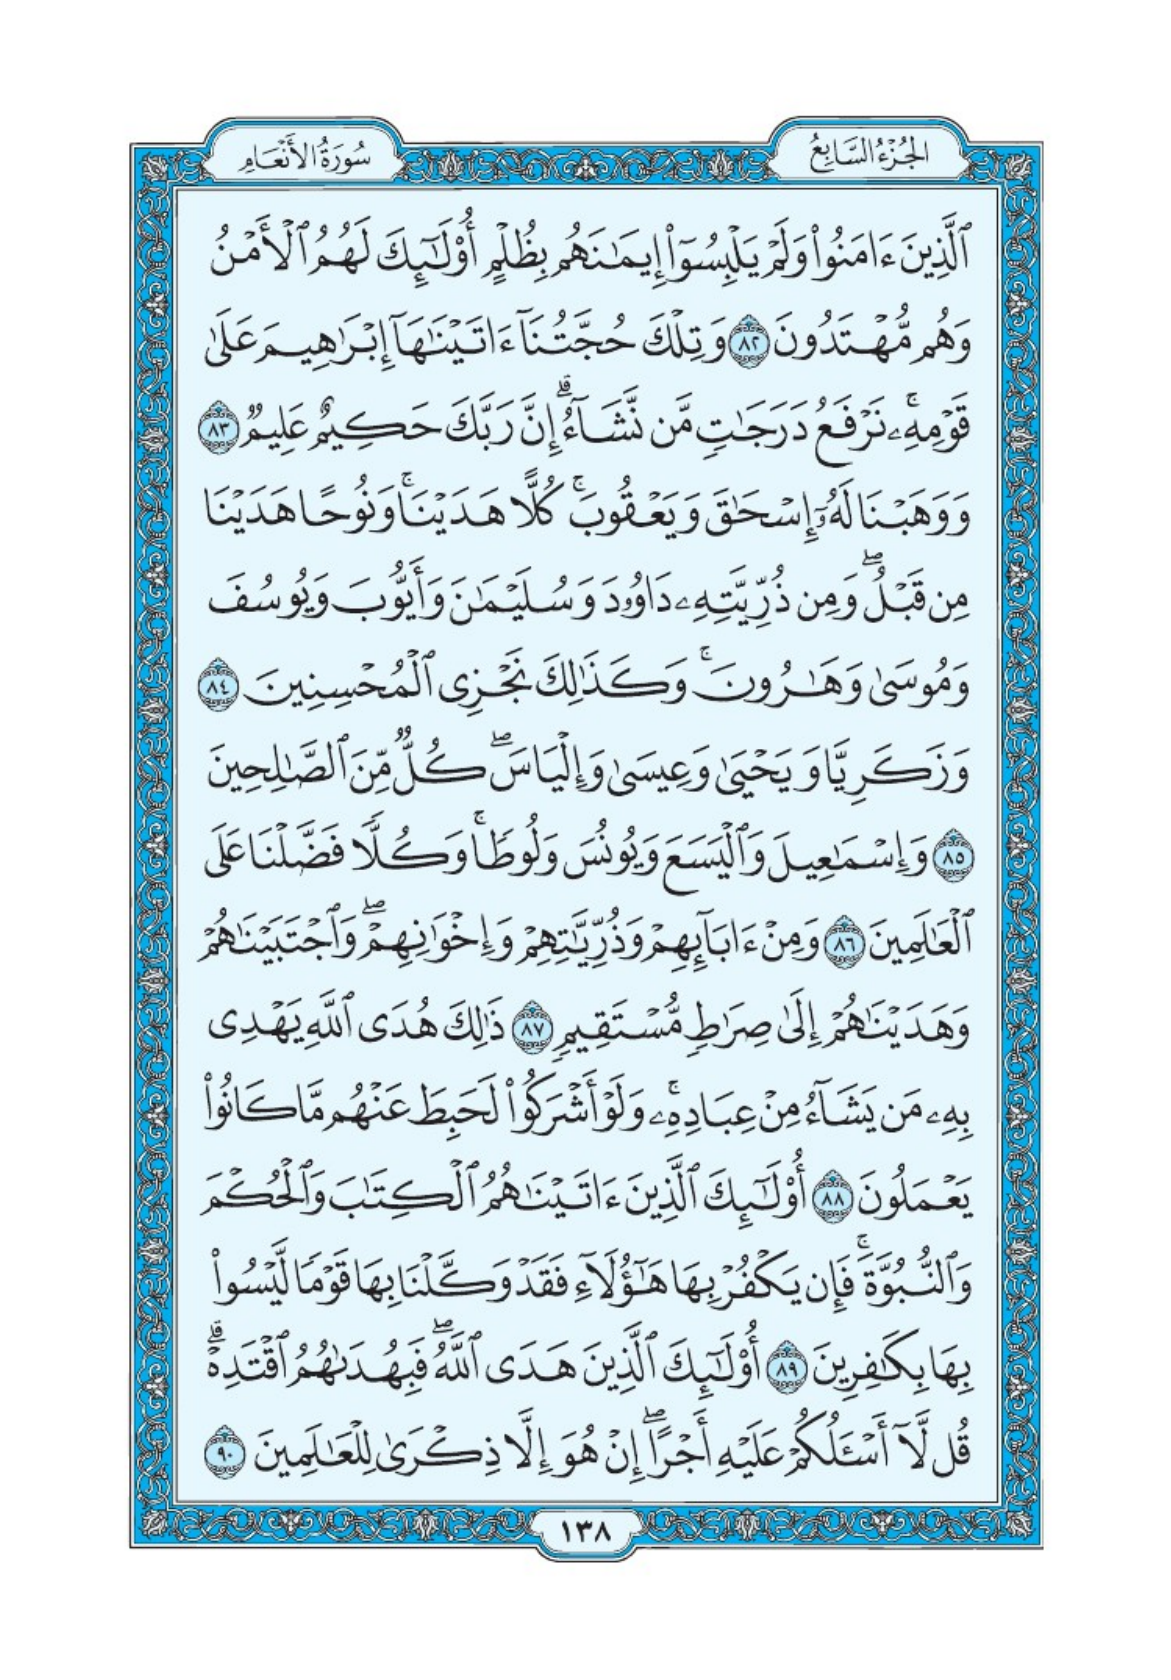 الجُزْءُ السَّابِعُ
سُورَةُ الأَنْعَامِ
ٱلَّذِينَ ءَامَنُوا۟ وَلَمْ يَلْبِسُوٓا۟ إِيمَـٰنَهُم بِظُلْمٍ أُو۟لَـٰٓئِكَ لَهُمُ ٱلْأَمْنُ
وَهُم مُّهْتَدُونَ ٨٢ وَتِلْكَ حُجَّتُنَآ ءَاتَيْنَـٰهَآ إِبْرَٰهِيمَ عَلَىٰ
قَوْمِهِۦۚ نَرْفَعُ دَرَجَـٰتٍ مَّن نَّشَآءُۗ إِنَّ رَبَّكَ حَكِيمٌ عَلِيمٌ ٨٣
وَوَهَبْنَا لَهُۥٓ إِسْحَـٰقَ وَيَعْقُوبَۚ كُلًّا هَدَيْنَاۚ وَنُوحًا هَدَيْنَا
مِن قَبْلُۖ وَمِن ذُرِّيَّتِهِۦ دَاوُۥدَ وَسُلَيْمَـٰنَ وَأَيُّوبَ وَيُوسُفَ
وَمُوسَىٰ وَهَـٰرُونَۚ وَكَذَٰلِكَ نَجْزِى ٱلْمُحْسِنِينَ ٨٤
وَزَكَرِيَّا وَيَحْيَىٰ وَعِيسَىٰ وَإِلْيَاسَۖ كُلٌّ مِّنَ ٱلصَّـٰلِحِينَ
٨٥ وَإِسْمَـٰعِيلَ وَٱلْيَسَعَ وَيُونُسَ وَلُوطًاۚ وَكُلًّا فَضَّلْنَا عَلَى
ٱلْعَـٰلَمِينَ ٨٦ وَمِنْ ءَابَآئِهِمْ وَذُرِّيَّـٰتِهِمْ وَإِخْوَٰنِهِمْۖ وَٱجْتَبَيْنَـٰهُمْ
وَهَدَيْنَـٰهُمْ إِلَىٰ صِرَٰطٍ مُّسْتَقِيمٍ ٨٧ ذَٰلِكَ هُدَى ٱللَّهِ يَهْدِى
بِهِۦ مَن يَشَآءُ مِنْ عِبَادِهِۦۚ وَلَوْ أَشْرَكُوا۟ لَحَبِطَ عَنْهُم مَّا كَانُوا۟
يَعْمَلُونَ ٨٨ أُو۟لَـٰٓئِكَ ٱلَّذِينَ ءَاتَيْنَـٰهُمُ ٱلْكِتَـٰبَ وَٱلْحُكْمَ
وَٱلنُّبُوَّةَۚ فَإِن يَكْفُرْ بِهَا هَـٰٓؤُلَآءِ فَقَدْ وَكَّلْنَا بِهَا قَوْمًا لَّيْسُوا۟
بِهَا بِكَـٰفِرِينَ ٨٩ أُو۟لَـٰٓئِكَ ٱلَّذِينَ هَدَى ٱللَّهُۖ فَبِهُدَىٰهُمُ ٱقْتَدِهْۗ
قُل لَّآ أَسْـَٔلُكُمْ عَلَيْهِ أَجْرًاۖ إِنْ هُوَ إِلَّا ذِكْرَىٰ لِلْعَـٰلَمِينَ ٩٠
١٣٨